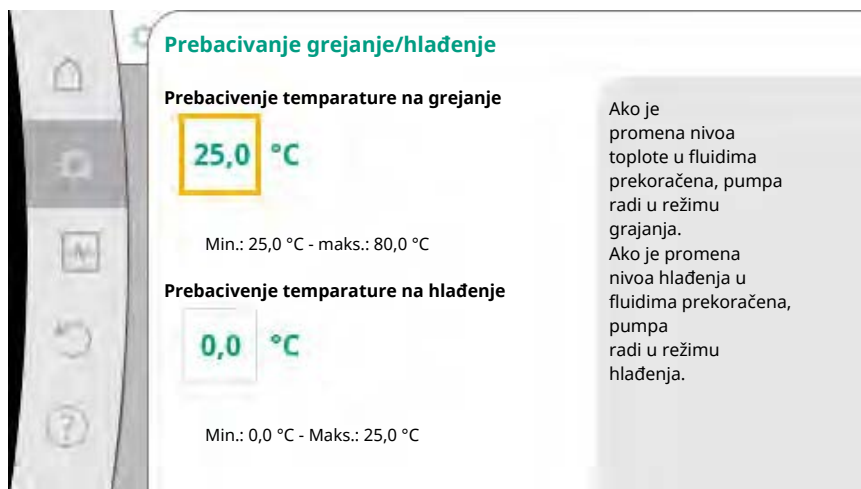 Prebacivanje grejanje/hlađenje
Prebacivenje temparature na grejanje
25,0 °C
Min.: 25,0 °C - maks.: 80,0 °C
Prebacivenje temparature na hlađenje
0,0 °C
Min.: 0,0 °C - Maks.: 25,0 °C
Ako je
promena nivoa
toplote u fluidima
prekoračena, pumpa
radi u režimu
grajanja.
Ako je promena
nivoa hlađenja u
fluidima prekoračena,
pumpa
radi u režimu
hlađenja.
?